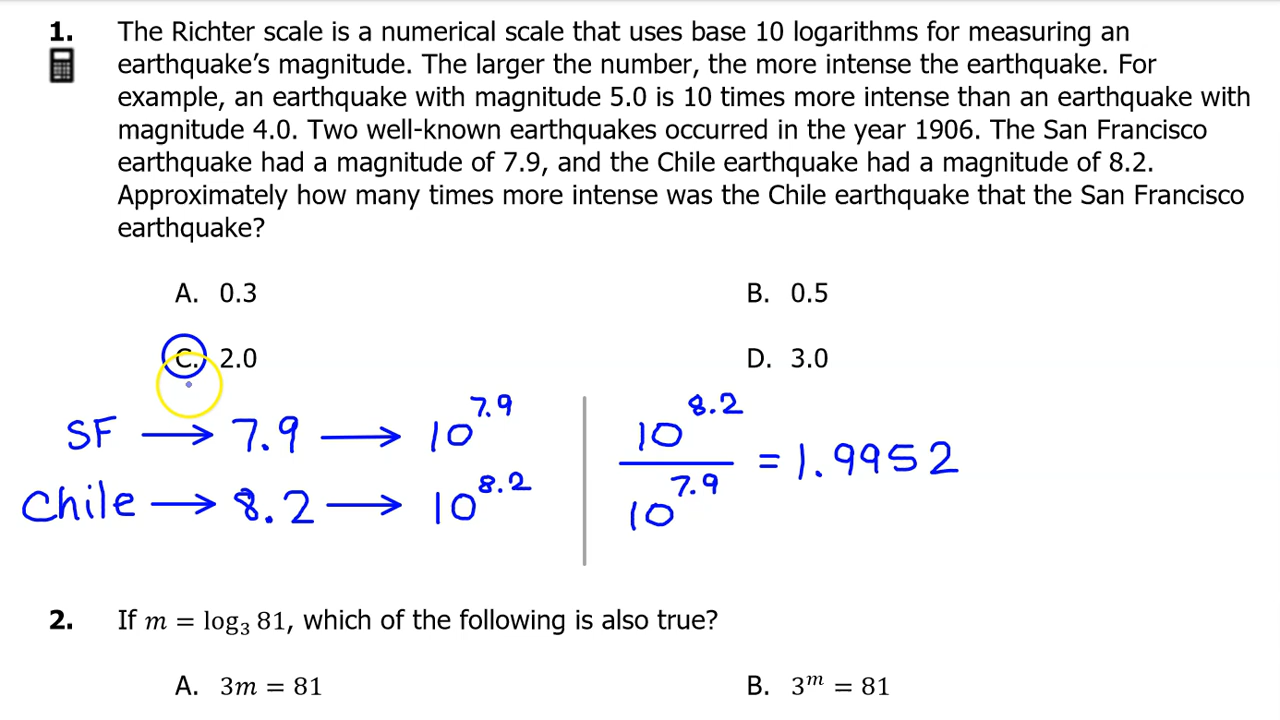 1. The Richter scale is a numerical scale that uses base 10 logarithms for measuring an
earthquake's magnitude. The larger the number, the more intense the earthquake. For
example, an earthquake with magnitude 5.0 is 10 times more intense than an earthquake with
magnitude 4.0. Two well-known earthquakes occurred in the year 1906. The San Francisco
earthquake had a magnitude of 7.9, and the Chile earthquake had a magnitude of 8.2.
Approximately how many times more intense was the Chile earthquake that the San Francisco
earthquake?
A. 0.3 B. 0.5
C. 2.0 D. 3.0
SF → 7.9 → 10^7.9
Chile → 8.2 → 10^8.2
10^8.2 / 10^7.9 = 1.9952
2. If m = log₃ 81, which of the following is also true?
A. 3m = 81 B. 3^m = 81